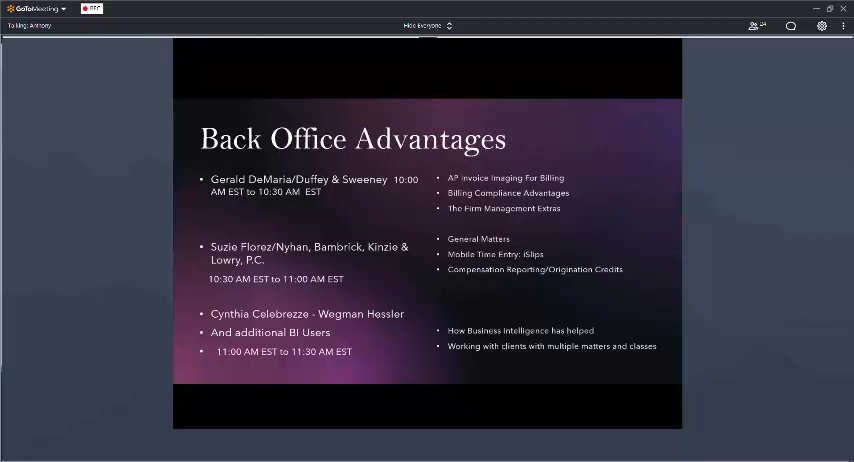 GoToMeeting
REC
Talking: Anthony
Hide Everyone
24
Back Office Advantages
• Gerald DeMaria/Duffey & Sweeney 10:00
AM EST to 10:30 AM EST
• Suzie Florez/Nyhan, Bambrick, Kinzie &
Lowry, P.C.
10:30 AM EST to 11:00 AM EST
• Cynthia Celebrezze - Wegman Hessler
• And additional BI Users
• 11:00 AM EST to 11:30 AM EST
• AP Invoice Imaging For Billing
• Billing Compliance Advantages
• The Firm Management Extras
• General Matters
• Mobile Time Entry: iSlips
• Compensation Reporting/Origination Credits
• How Business Intelligence has helped
• Working with clients with multiple matters and classes